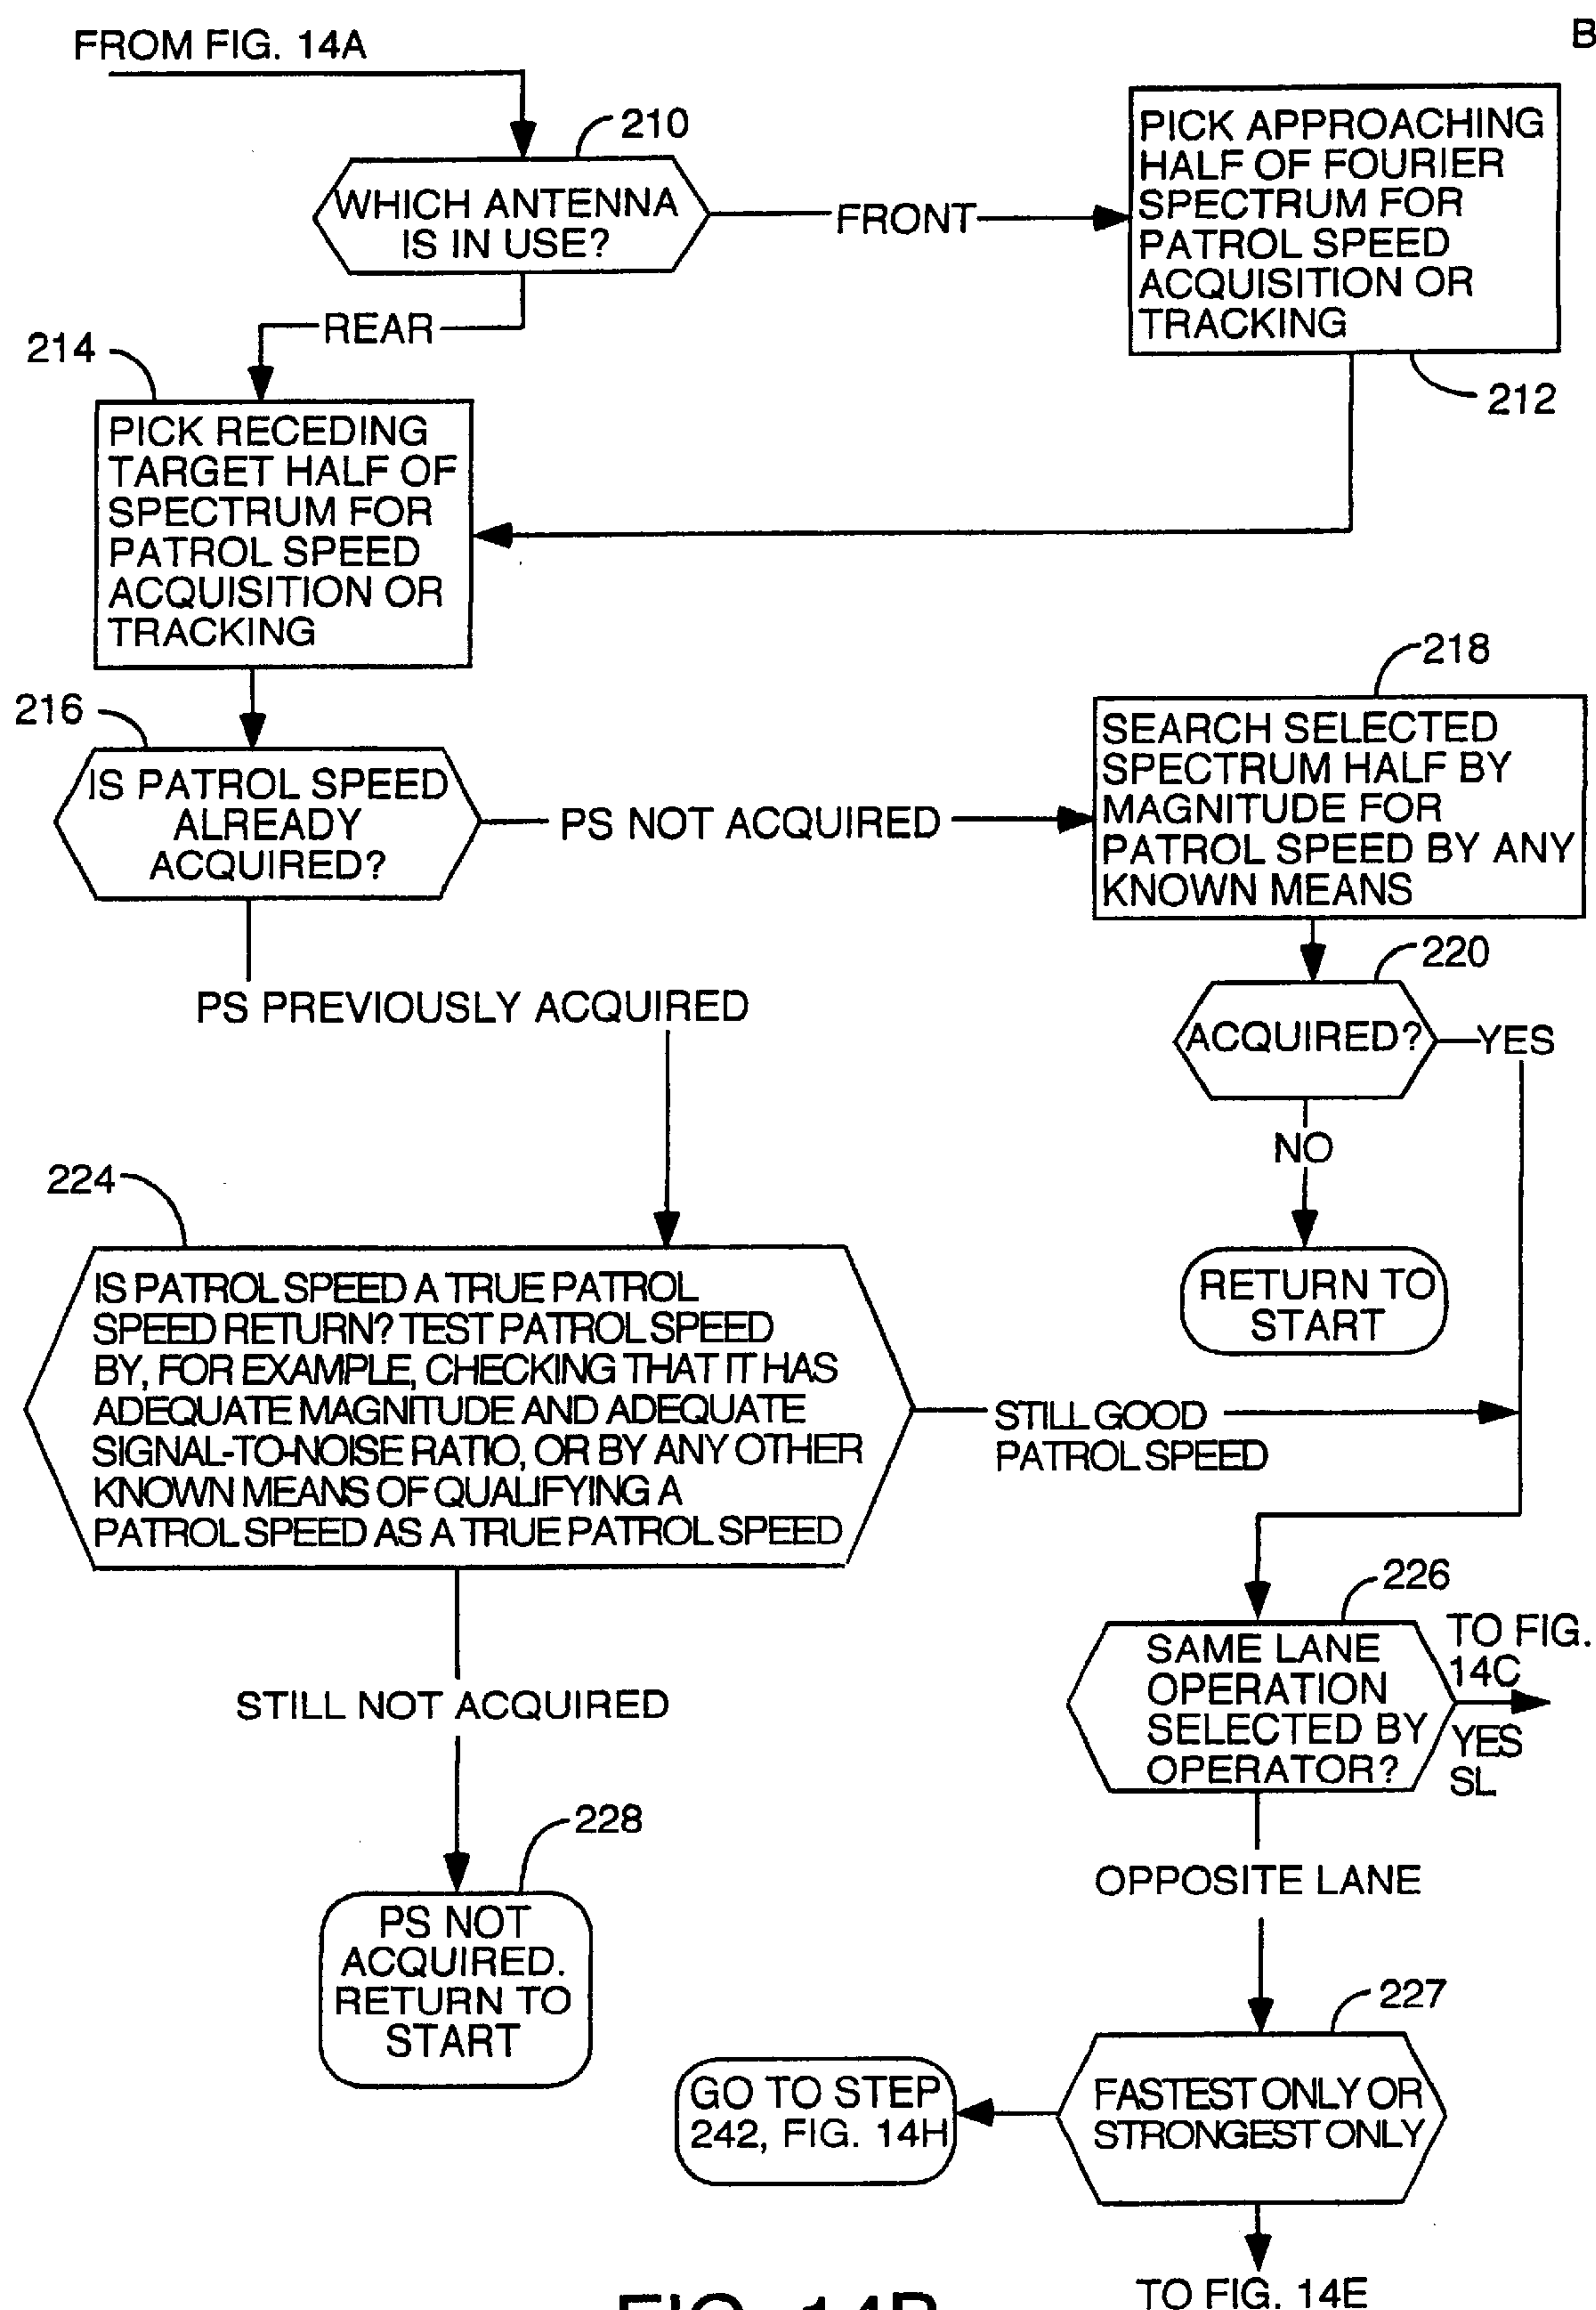 FROM FIG. 14A
B
210
WHICH ANTENNA
IS IN USE?
FRONT
PICK APPROACHING
HALF OF FOURIER
SPECTRUM FOR
PATROL SPEED
ACQUISITION OR
TRACKING
212
REAR
214
PICK RECEDING
TARGET HALF OF
SPECTRUM FOR
PATROL SPEED
ACQUISITION OR
TRACKING
216
IS PATROL SPEED
ALREADY
ACQUIRED?
PS NOT ACQUIRED
218
SEARCH SELECTED
SPECTRUM HALF BY
MAGNITUDE FOR
PATROL SPEED BY ANY
KNOWN MEANS
220
ACQUIRED?
YES
NO
RETURN TO
START
PS PREVIOUSLY ACQUIRED
224
IS PATROL SPEED A TRUE PATROL
SPEED RETURN? TEST PATROL SPEED
BY, FOR EXAMPLE, CHECKING THAT IT HAS
ADEQUATE MAGNITUDE AND ADEQUATE
SIGNAL-TO-NOISE RATIO, OR BY ANY OTHER
KNOWN MEANS OF QUALIFYING A
PATROL SPEED AS A TRUE PATROL SPEED
STILL GOOD
PATROL SPEED
226
SAME LANE
OPERATION
SELECTED BY
OPERATOR?
TO FIG.
14C
YES
SL
STILL NOT ACQUIRED
228
PS NOT
ACQUIRED.
RETURN TO
START
OPPOSITE LANE
227
FASTEST ONLY OR
STRONGEST ONLY
GO TO STEP
242, FIG. 14H
TO FIG. 14E